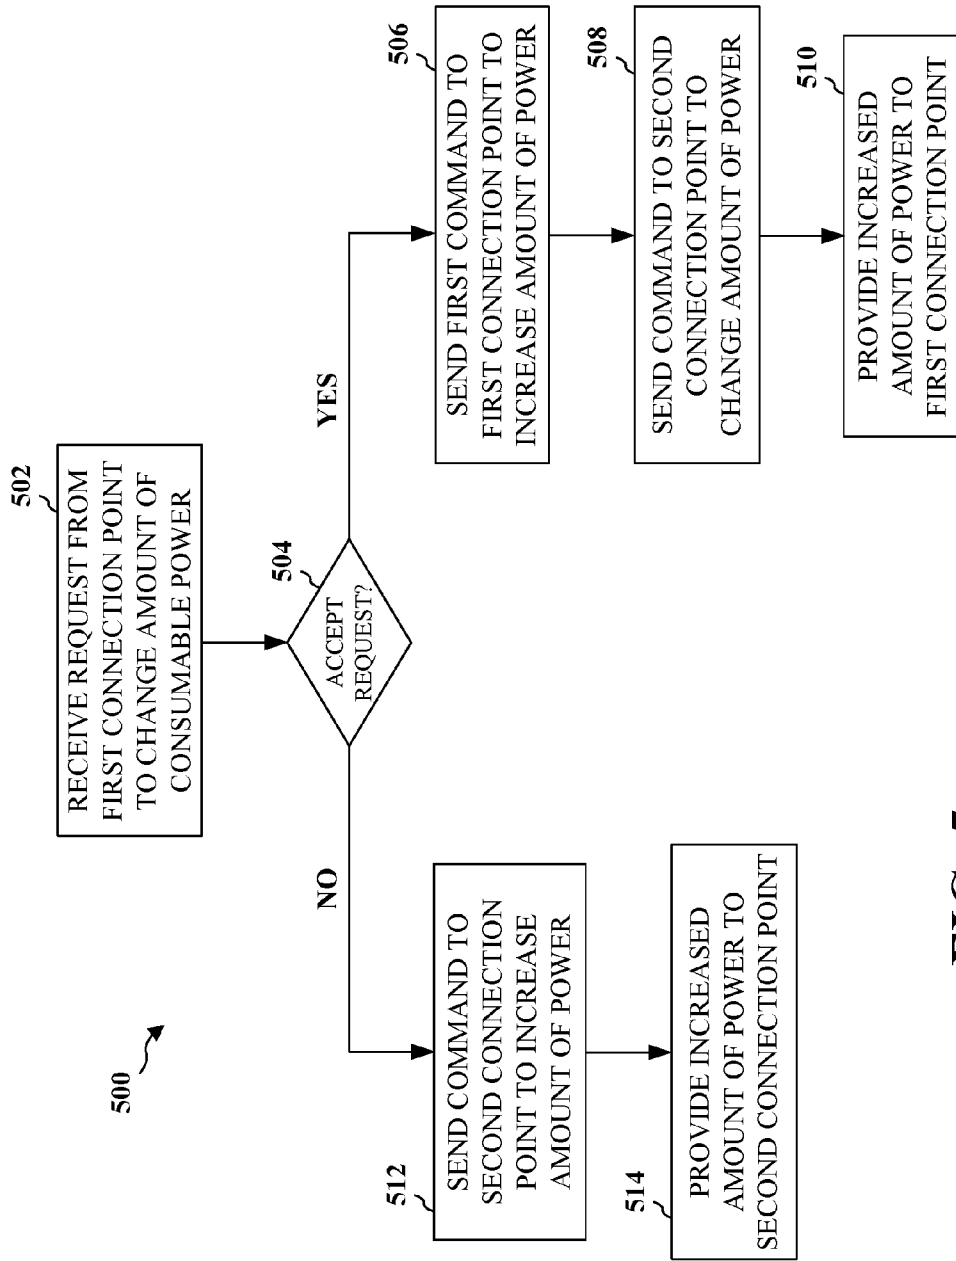 500
502
RECEIVE REQUEST FROM
FIRST CONNECTION POINT
TO CHANGE AMOUNT OF
CONSUMABLE POWER
504
ACCEPT
REQUEST?
NO
YES
512
SEND COMMAND TO
SECOND CONNECTION
POINT TO INCREASE
AMOUNT OF POWER
514
PROVIDE INCREASED
AMOUNT OF POWER TO
SECOND CONNECTION POINT
506
SEND FIRST COMMAND TO
FIRST CONNECTION POINT TO
INCREASE AMOUNT OF POWER
508
SEND COMMAND TO SECOND
CONNECTION POINT TO
CHANGE AMOUNT OF POWER
510
PROVIDE INCREASED
AMOUNT OF POWER TO
FIRST CONNECTION POINT